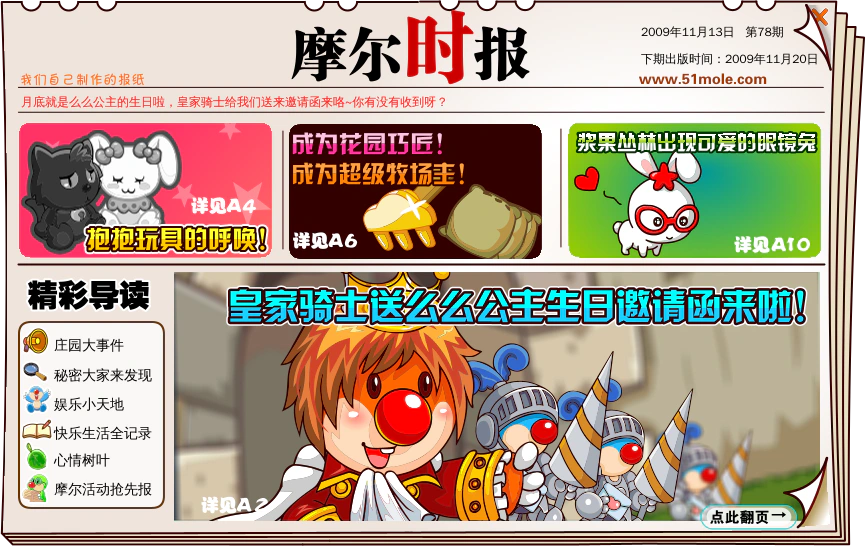 摩尔时报
2009年11月13日 第78期
下期出版时间：2009年11月20日
我们自己制作的报纸
www.51mole.com
月底就是么么公主的生日啦，皇家骑士给我们送来邀请函来咯~你有没有收到呀？
详见A4
抱抱玩具的呼唤！
成为花园巧匠！
成为超级牧场主！
详见A6
浆果丛林出现可爱的眼镜兔
详见A10
精彩导读
庄园大事件
秘密大家来发现
娱乐小天地
快乐生活全记录
心情树叶
摩尔活动抢先报
皇家骑士送么么公主生日邀请函来啦！
详见A2
点此翻页→